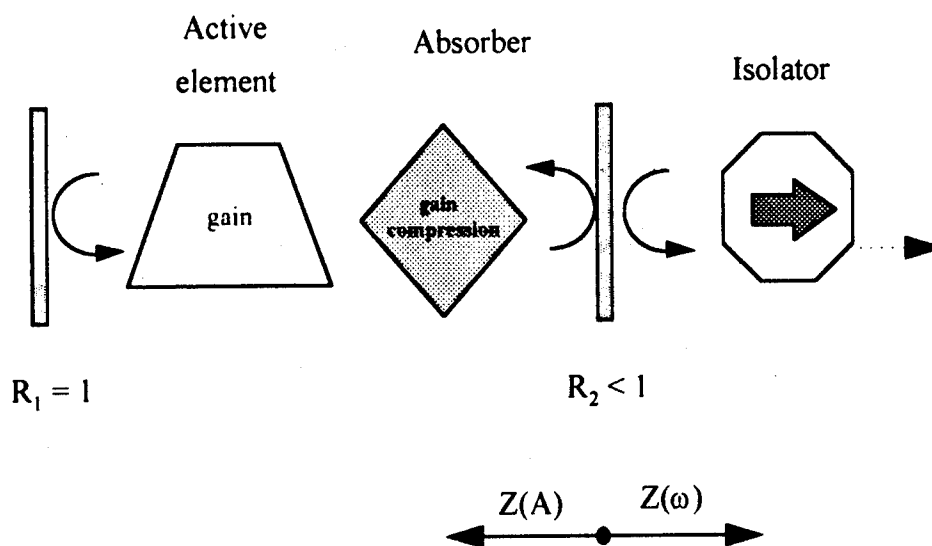 Active
element
Absorber
Isolator
gain
gain
compression
R₁ = 1
R₂ < 1
Z(A)
Z(ω)